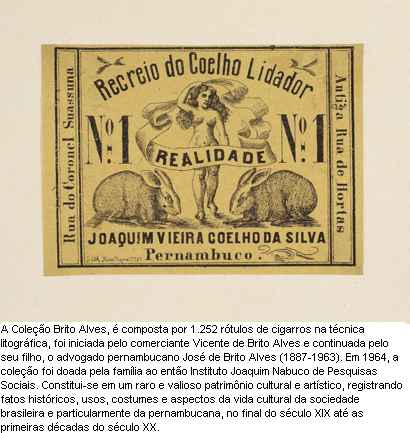 Recreio do Coelho Lidador
Rua do Coronel Suassuna
Nº. 1
Nº. 1
Antiga Rua de Hortas
REALIDADE
JOAQUIM VIEIRA COELHO DA SILVA
Pernambuco.
A Coleção Brito Alves, é composta por 1.252 rótulos de cigarros na técnica
litográfica, foi iniciada pelo comerciante Vicente de Brito Alves e continuada pelo
seu filho, o advogado pernambucano José de Brito Alves (1887-1963). Em 1964, a
coleção foi doada pela família ao então Instituto Joaquim Nabuco de Pesquisas
Sociais. Constitui-se em um raro e valioso patrimônio cultural e artístico, registrando
fatos históricos, usos, costumes e aspectos da vida cultural da sociedade
brasileira e particularmente da pernambucana, no final do século XIX até as
primeiras décadas do século XX.